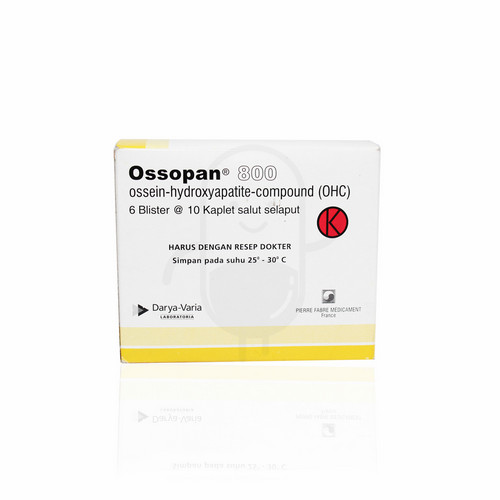 Ossopan® 800
ossein-hydroxyapatite-compound (OHC)
6 Blister @ 10 Kaplet salut selaput
K
HARUS DENGAN RESEP DOKTER
Simpan pada suhu 25° - 30° C
Darya-Varia
LABORATORIA
PIERRE FABRE MEDICAMENT
France